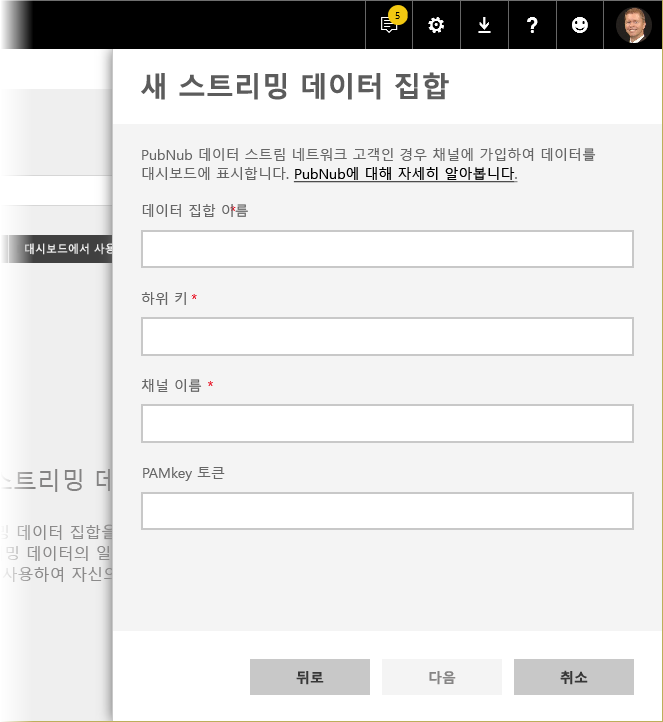 5
?
새 스트리밍 데이터 집합
PubNub 데이터 스트림 네트워크 고객인 경우 채널에 가입하여 데이터를
대시보드에 표시합니다. PubNub에 대해 자세히 알아봅니다.
데이터 집합 이름*
하위 키 *
채널 이름 *
PAMkey 토큰
뒤로
다음
취소
대시보드에서 사용
스트리밍 데
데이터 집합을
밍 데이터의 일
사용하여 자신의